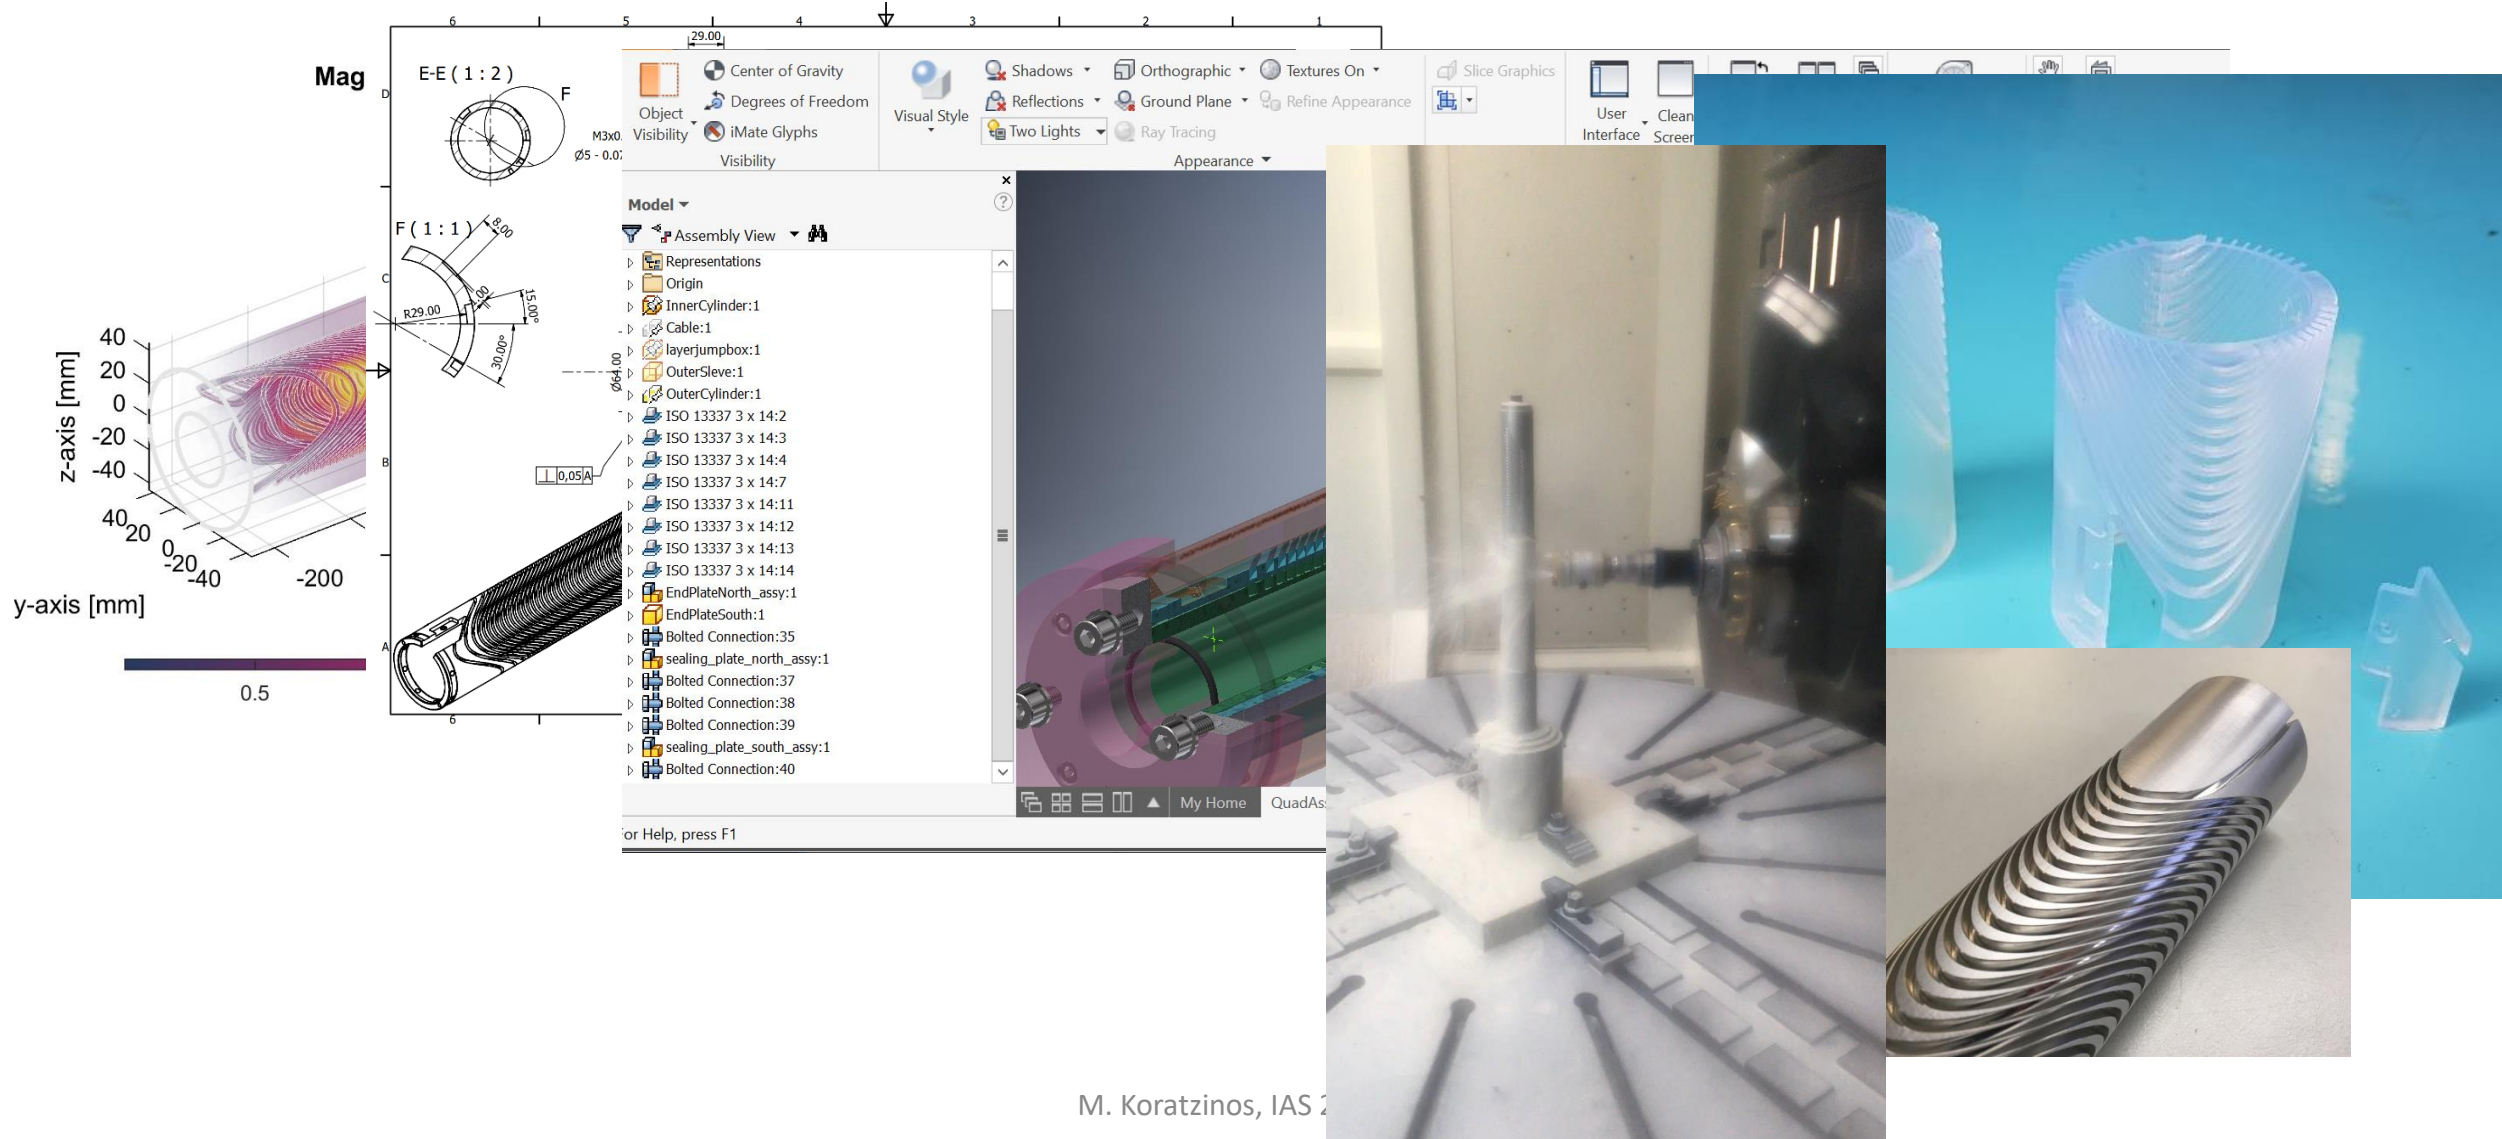 Mag
z-axis [mm]
40
20
0
-20
-40
40
20
0
-20
-40
-200
y-axis [mm]
0.5
6
5
4
3
2
1
D
C
B
A
6
29.00
E-E ( 1 : 2 )
F
M3x0.
Ø5 - 0.07
F ( 1 : 1 )
8.00
R29.00
15.00°
30.00°
Ø64.00
0,05 A
Object
Visibility
Center of Gravity
Degrees of Freedom
iMate Glyphs
Visibility
Visual Style
Shadows
Reflections
Two Lights
Orthographic
Ground Plane
Ray Tracing
Textures On
Refine Appearance
Appearance
Slice Graphics
User
Interface
Clean
Screen
Model
Assembly View
Representations
Origin
InnerCylinder:1
Cable:1
layerjumpbox:1
OuterSleve:1
OuterCylinder:1
ISO 13337 3 x 14:2
ISO 13337 3 x 14:3
ISO 13337 3 x 14:4
ISO 13337 3 x 14:7
ISO 13337 3 x 14:11
ISO 13337 3 x 14:12
ISO 13337 3 x 14:13
ISO 13337 3 x 14:14
EndPlateNorth_assy:1
EndPlateSouth:1
Bolted Connection:35
sealing_plate_north_assy:1
Bolted Connection:37
Bolted Connection:38
Bolted Connection:39
sealing_plate_south_assy:1
Bolted Connection:40
My Home
QuadAs
For Help, press F1
M. Koratzinos, IAS 2